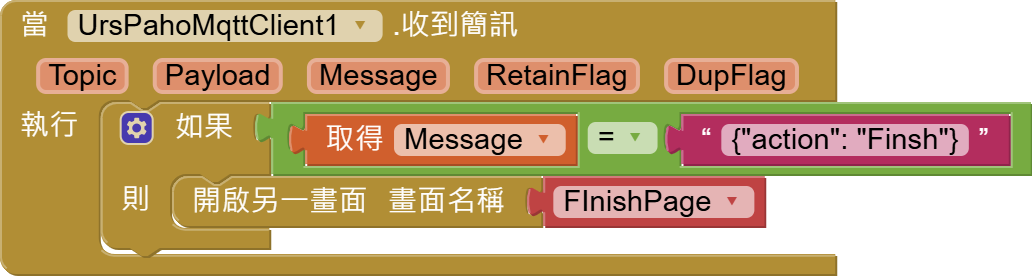 當 UrsPahoMqttClient1 .收到簡訊
Topic Payload Message RetainFlag DupFlag
執行 如果 取得 Message = “ {"action": "Finsh"} ”
則 開啟另一畫面 畫面名稱 FInishPage